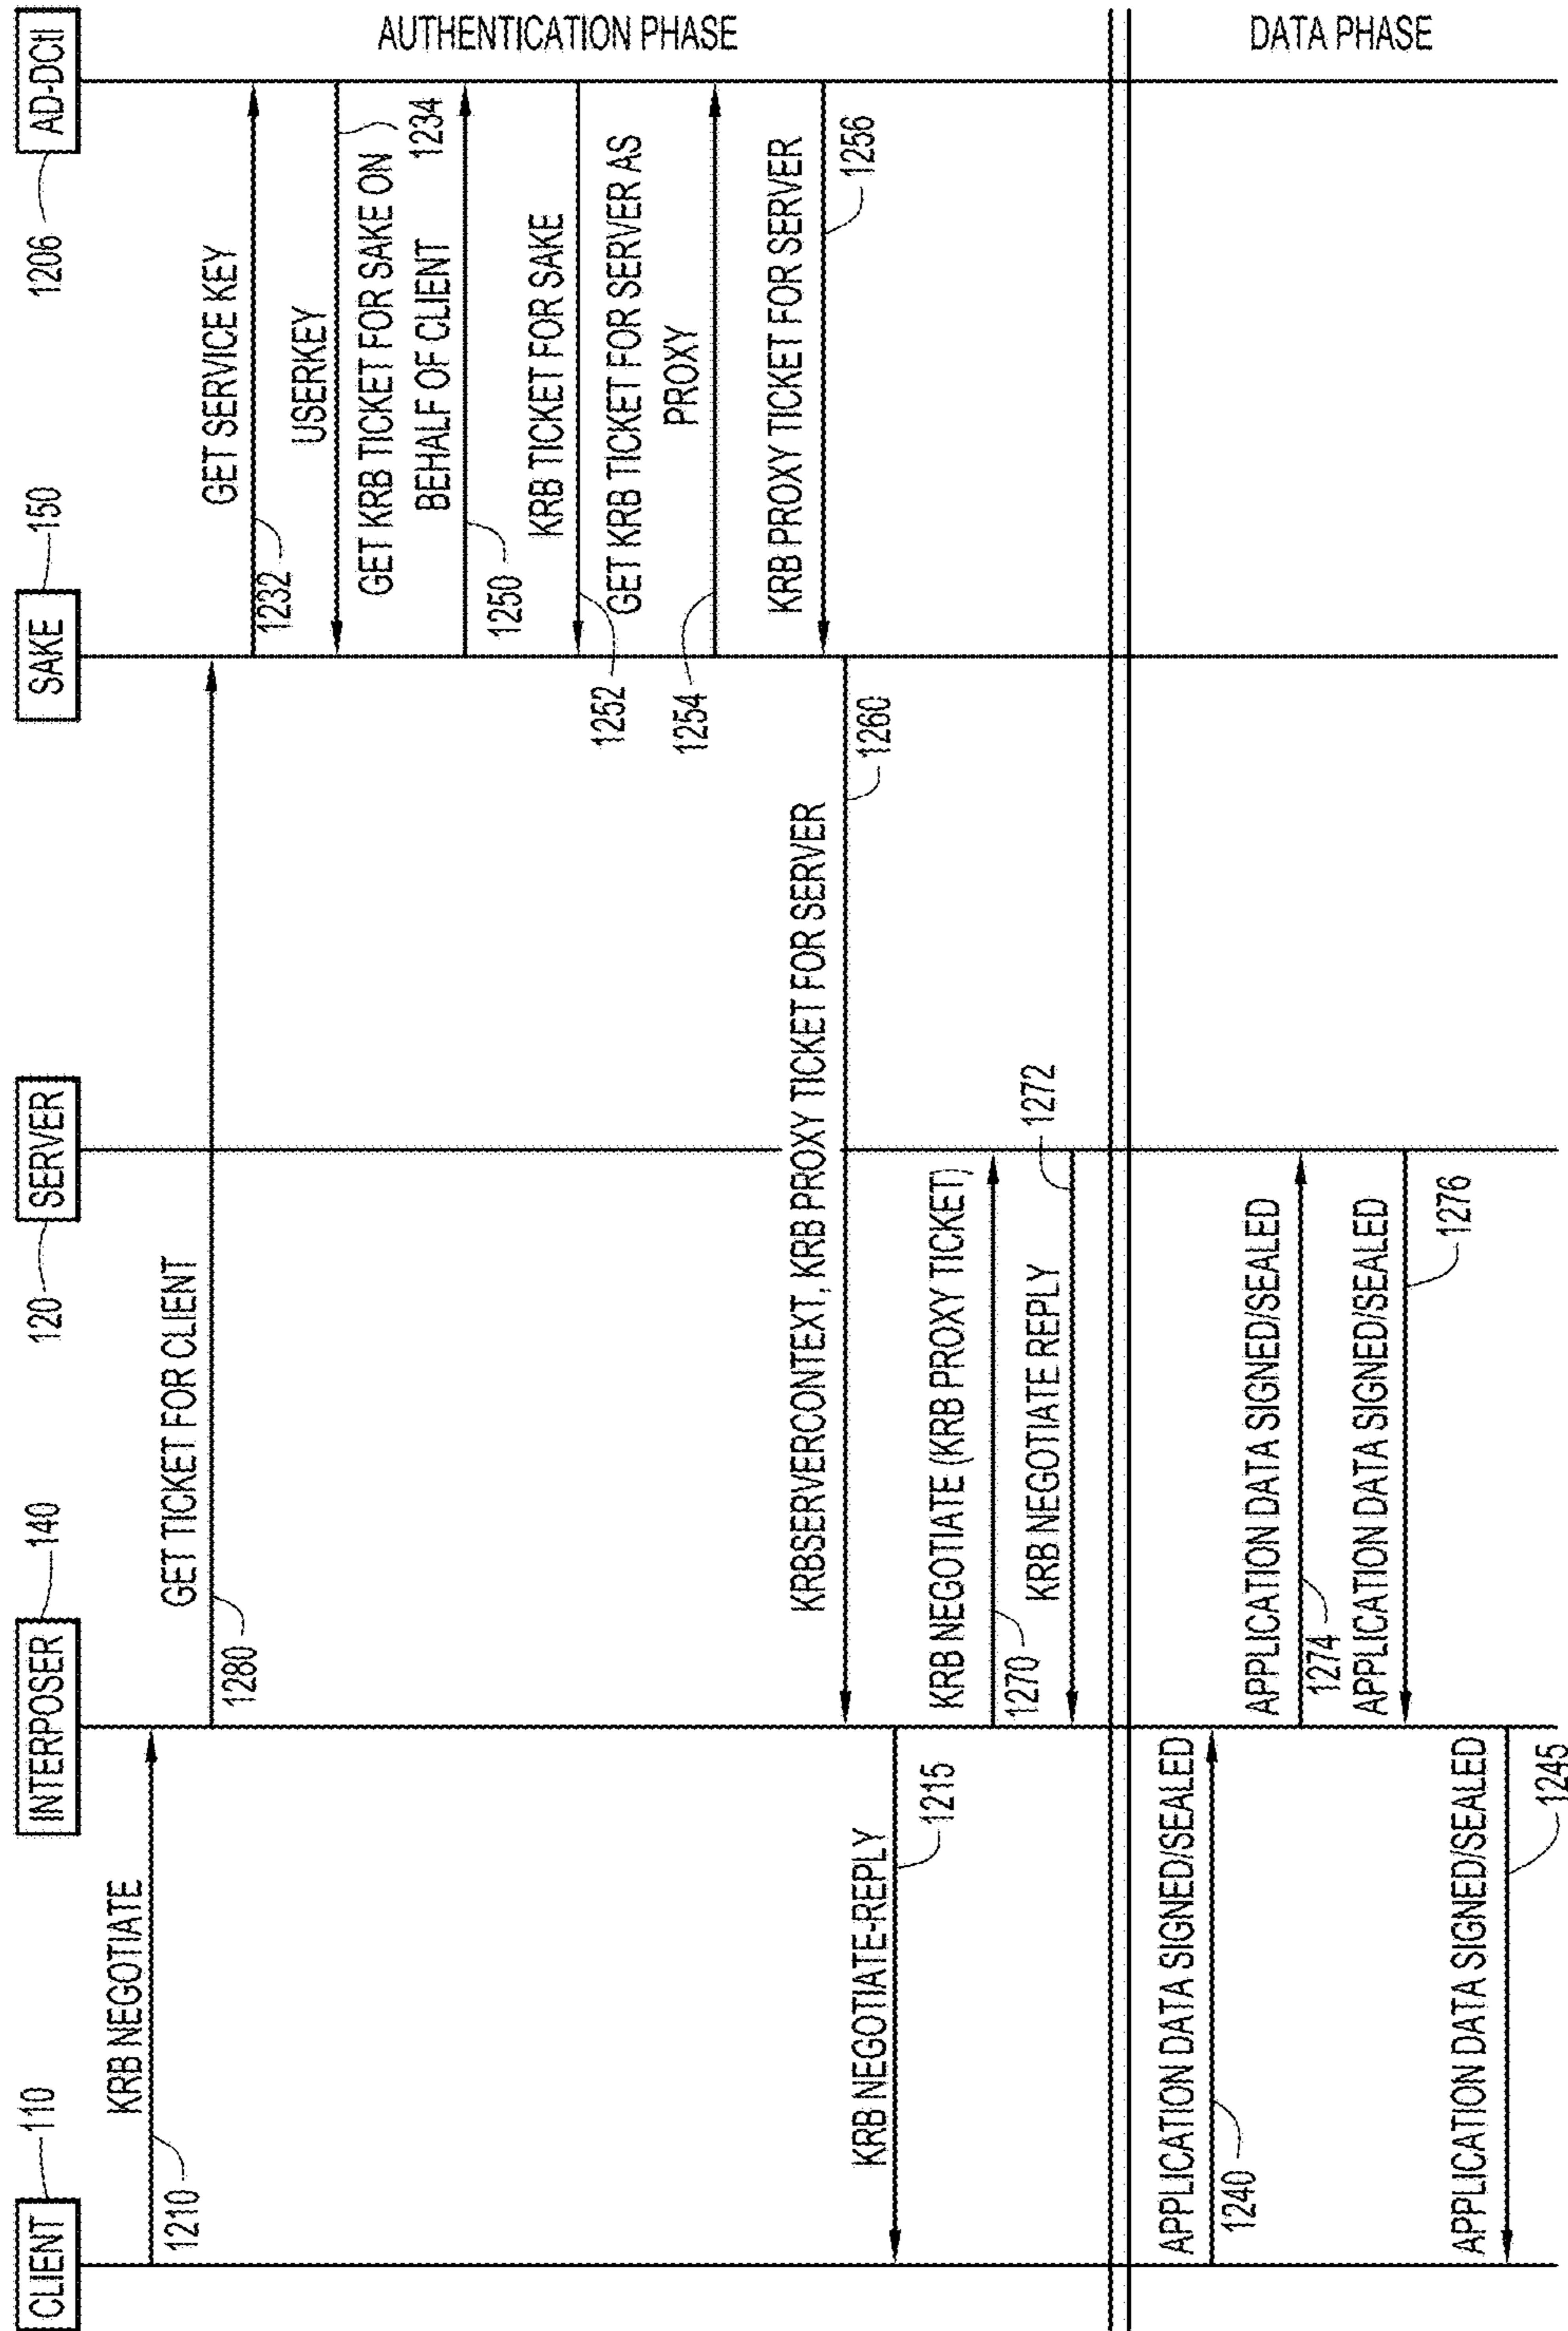 CLIENT
110
INTERPOSER
140
SERVER
120
SAKE
150
AD-DCtl
1206
AUTHENTICATION PHASE
KRB NEGOTIATE
1210
GET TICKET FOR CLIENT
1280
GET SERVICE KEY
1232
USERKEY
1234
GET KRB TICKET FOR SAKE ON
BEHALF OF CLIENT
1250
KRB TICKET FOR SAKE
1252
GET KRB TICKET FOR SERVER AS
PROXY
1254
KRB PROXY TICKET FOR SERVER
1256
KRBSERVERCONTEXT, KRB PROXY TICKET FOR SERVER
1260
KRB NEGOTIATE-REPLY
1215
KRB NEGOTIATE (KRB PROXY TICKET)
1270
KRB NEGOTIATE REPLY
1272
DATA PHASE
APPLICATION DATA SIGNED/SEALED
1240
APPLICATION DATA SIGNED/SEALED
1274
APPLICATION DATA SIGNED/SEALED
1276
APPLICATION DATA SIGNED/SEALED
1245